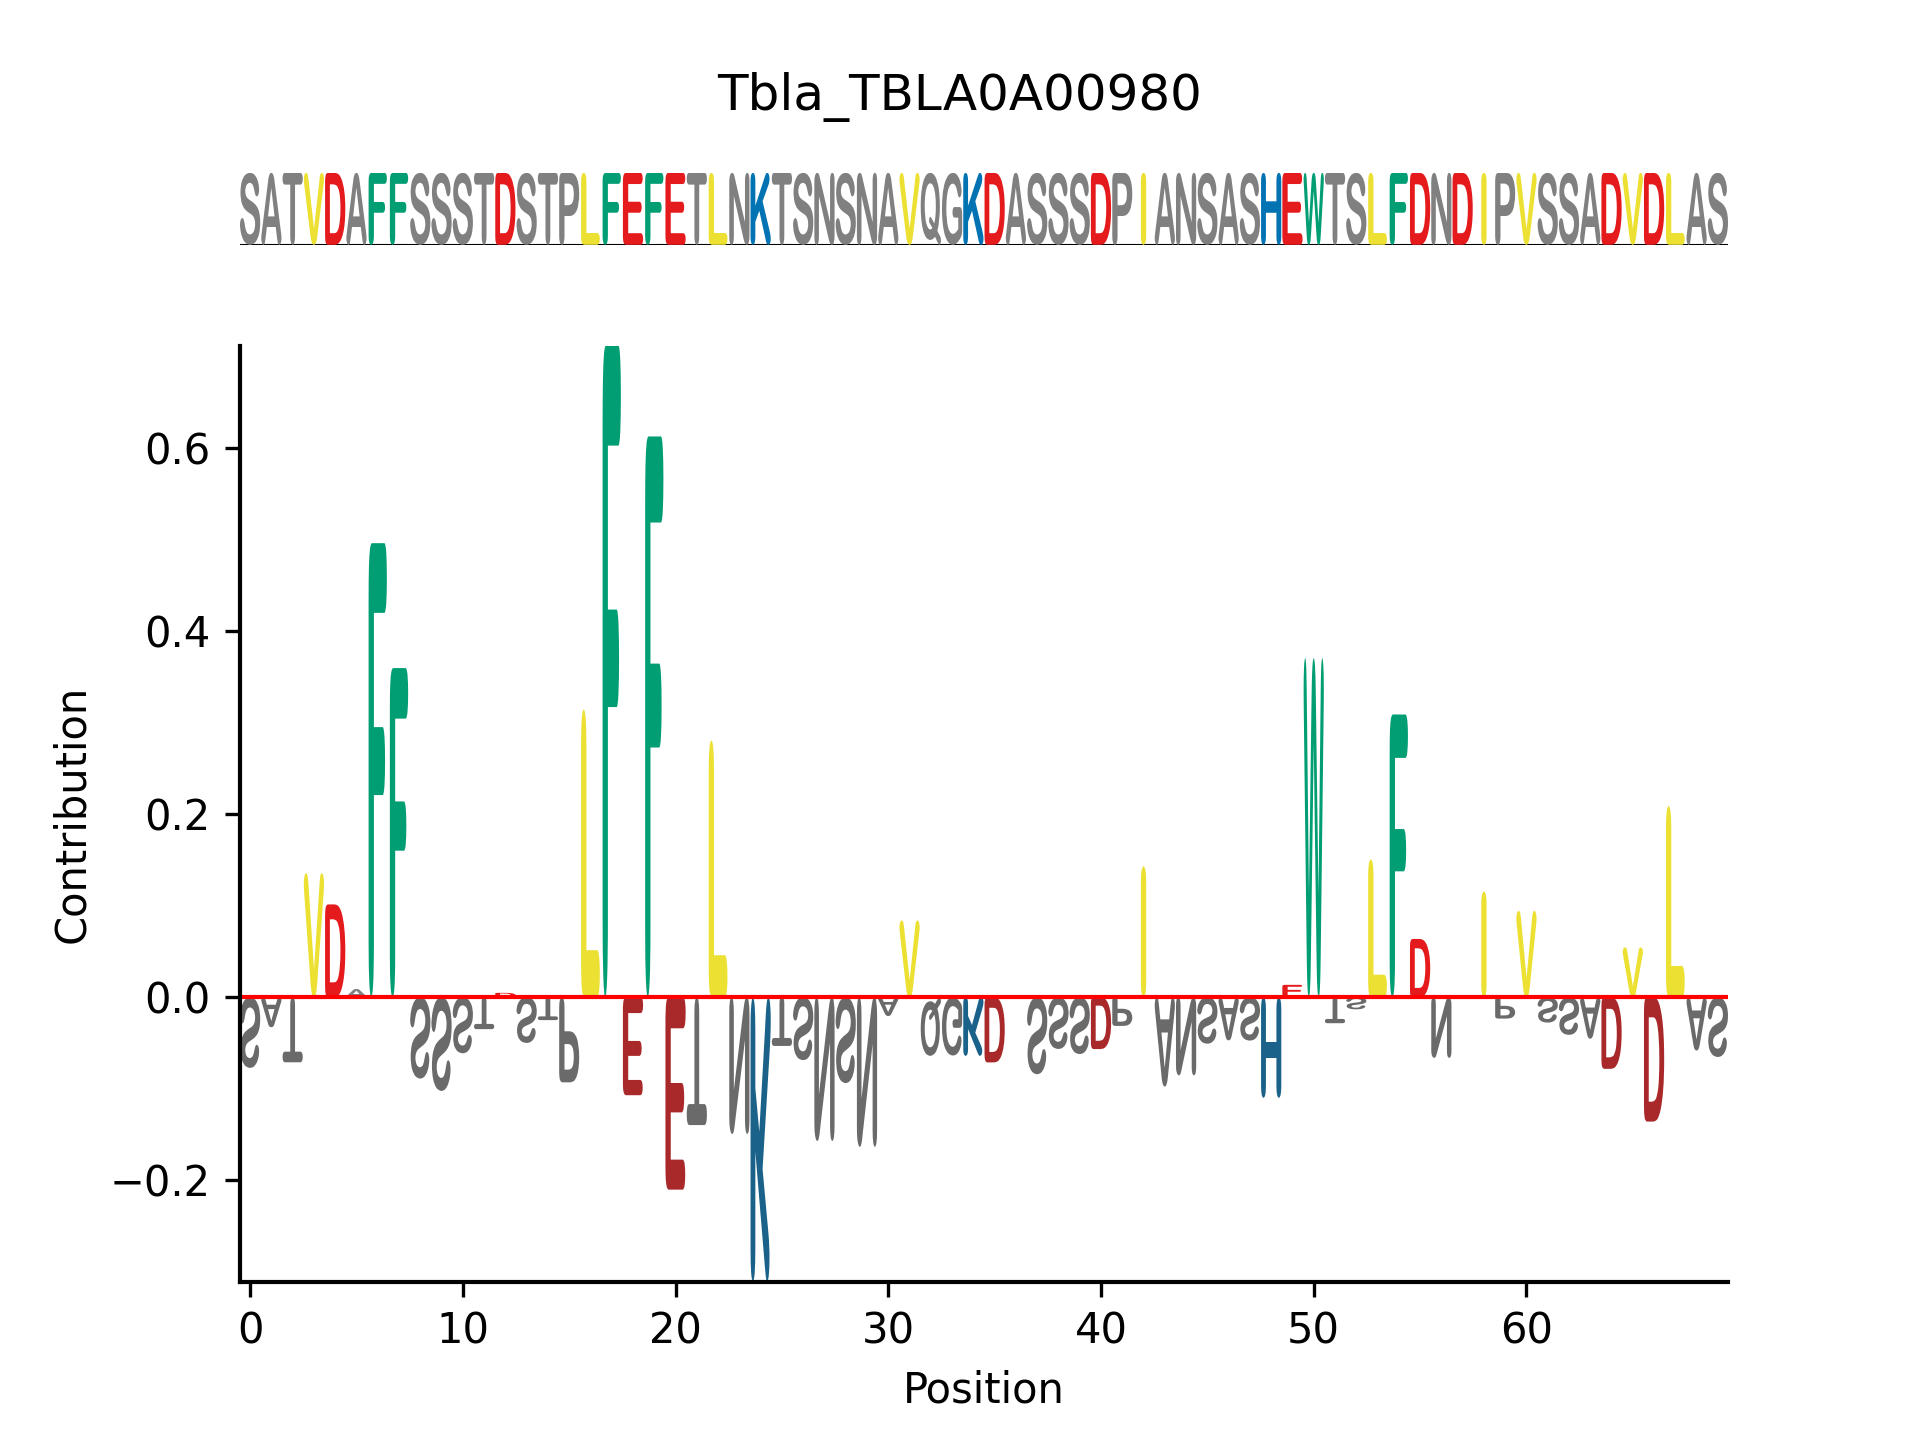 Tbla_TBLA0A00980
SATVDAFFSSSTDSTPLFEFETLNKTSNSNAVQGKDASSSDPIANSASHEWTSLFDNDIPVSSADVDLAS
Contribution
0.6
0.4
0.2
0.0
−0.2
0 10 20 30 40 50 60
Position